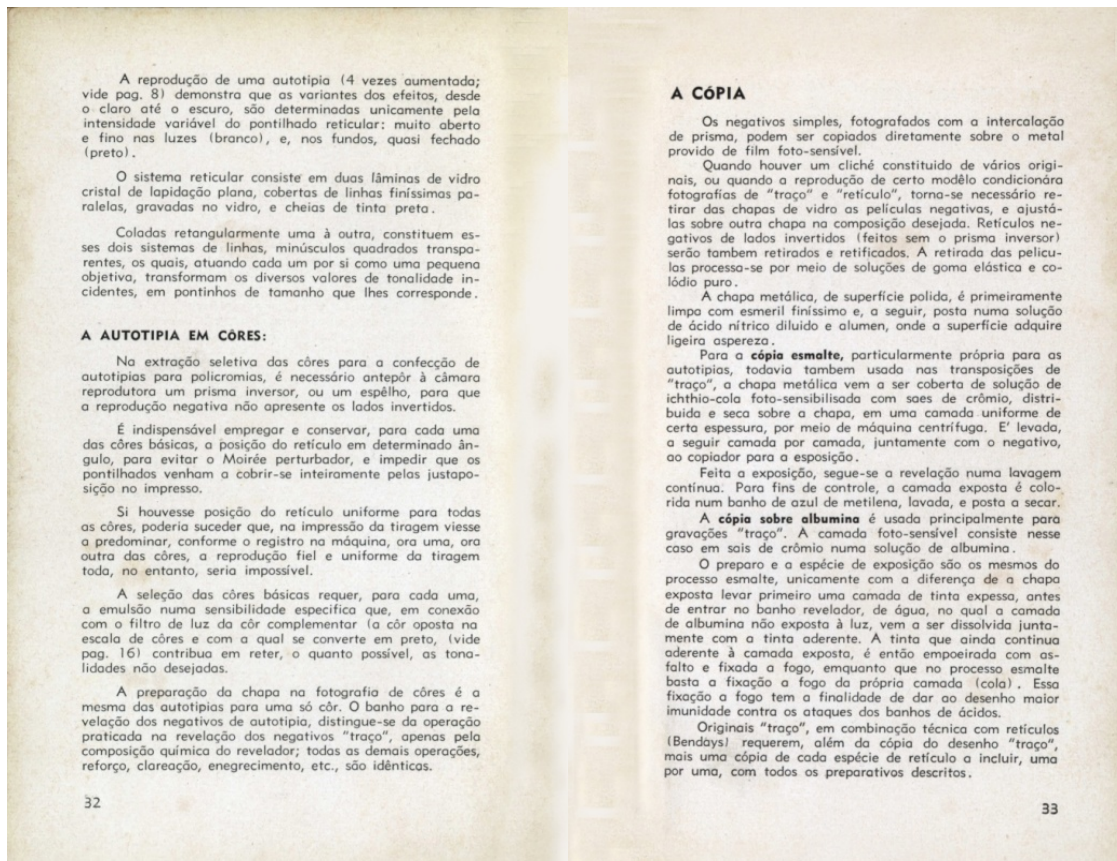 A reprodução de uma autotipia (4 vezes aumentada;
vide pag. 8) demonstra que as variantes dos efeitos, desde
o claro até o escuro, são determinadas unicamente pela
intensidade variável do pontilhado reticular: muito aberto
e fino nas luzes (branco), e, nos fundos, quasi fechado
(preto).
O sistema reticular consiste em duas lâminas de vidro
cristal de lapidação plana, cobertas de linhas finíssimas pa-
ralelas, gravadas no vidro, e cheias de tinta preta.
Coladas retangularmente uma à outra, constituem es-
ses dois sistemas de linhas, minúsculos quadrados transpa-
rentes, os quais, atuando cada um por si como uma pequena
objetiva, transformam os diversos valores de tonalidade in-
cidentes, em pontinhos de tamanho que lhes corresponde.
A AUTOTIPIA EM CÔRES:
Na extração seletiva das côres para a confecção de
autotipias para policromias, é necessário antepôr à câmara
reprodutora um prisma inversor, ou um espêlho, para que
a reprodução negativa não apresente os lados invertidos.
É indispensável empregar e conservar, para cada uma
das côres básicas, a posição do retículo em determinado ân-
gulo, para evitar o Moirée perturbador, e impedir que os
pontilhados venham a cobrir-se inteiramente pelas justapo-
sição no impresso.
Si houvesse posição do retículo uniforme para todas
as côres, poderia suceder que, na impressão da tiragem viesse
a predominar, conforme o registro na máquina, ora uma, ora
outra das côres, a reprodução fiel e uniforme da tiragem
toda, no entanto, seria impossível.
A seleção das côres básicas requer, para cada uma,
a emulsão numa sensibilidade especifica que, em conexão
com o filtro de luz da côr complementar (a côr oposta na
escala de côres e com a qual se converte em preto, (vide
pag. 16) contribua em reter, o quanto possível, as tona-
lidades não desejadas.
A preparação da chapa na fotografia de côres é a
mesma das autotipias para uma só côr. O banho para a re-
velação dos negativos de autotipia, distingue-se da operação
praticada na revelação dos negativos "traço", apenas pela
composição química do revelador; todas as demais operações,
reforço, clareação, enegrecimento, etc., são idênticas.
32
A CÓPIA
Os negativos simples, fotografados com a intercalação
de prisma, podem ser copiados diretamente sobre o metal
provido de film foto-sensível.
Quando houver um cliché constituido de vários origi-
nais, ou quando a reprodução de certo modêlo condicionára
fotografias de "traço" e "retículo", torna-se necessário re-
tirar das chapas de vidro as películas negativas, e ajustá-
las sobre outra chapa na composição desejada. Retículos ne-
gativos de lados invertidos (feitos sem o prisma inversor)
serão tambem retirados e retificados. A retirada das pelicu-
las processa-se por meio de soluções de goma elástica e co-
lódio puro.
A chapa metálica, de superfície polida, é primeiramente
limpa com esmeril finíssimo e, a seguir, posta numa solução
de ácido nítrico diluido e alumen, onde a superfície adquire
ligeira aspereza.
Para a cópia esmalte, particularmente própria para as
autotipias, todavia tambem usada nas transposições de
"traço", a chapa metálica vem a ser coberta de solução de
ichthio-cola foto-sensibilisada com saes de crômio, distri-
buida e seca sobre a chapa, em uma camada uniforme de
certa espessura, por meio de máquina centrífuga. E' levada,
a seguir camada por camada, juntamente com o negativo,
ao copiador para a esposição.
Feita a exposição, segue-se a revelação numa lavagem
contínua. Para fins de controle, a camada exposta é colo-
rida num banho de azul de metilena, lavada, e posta a secar.
A cópia sobre albumina é usada principalmente para
gravações "traço". A camada foto-sensível consiste nesse
caso em sais de crômio numa solução de albumina.
O preparo e a espécie de exposição são os mesmos do
processo esmalte, unicamente com a diferença de a chapa
exposta levar primeiro uma camada de tinta expessa, antes
de entrar no banho revelador, de água, no qual a camada
de albumina não exposta à luz, vem a ser dissolvida junta-
mente com a tinta aderente. A tinta que ainda continua
aderente à camada exposta, é então empoeirada com as-
falto e fixada a fogo, emquanto que no processo esmalte
basta a fixação a fogo da própria camada (cola). Essa
fixação a fogo tem a finalidade de dar ao desenho maior
imunidade contra os ataques dos banhos de ácidos.
Originais "traço", em combinação técnica com retículos
(Bendays) requerem, além da cópia do desenho "traço",
mais uma cópia de cada espécie de retículo a incluir, uma
por uma, com todos os preparativos descritos.
33